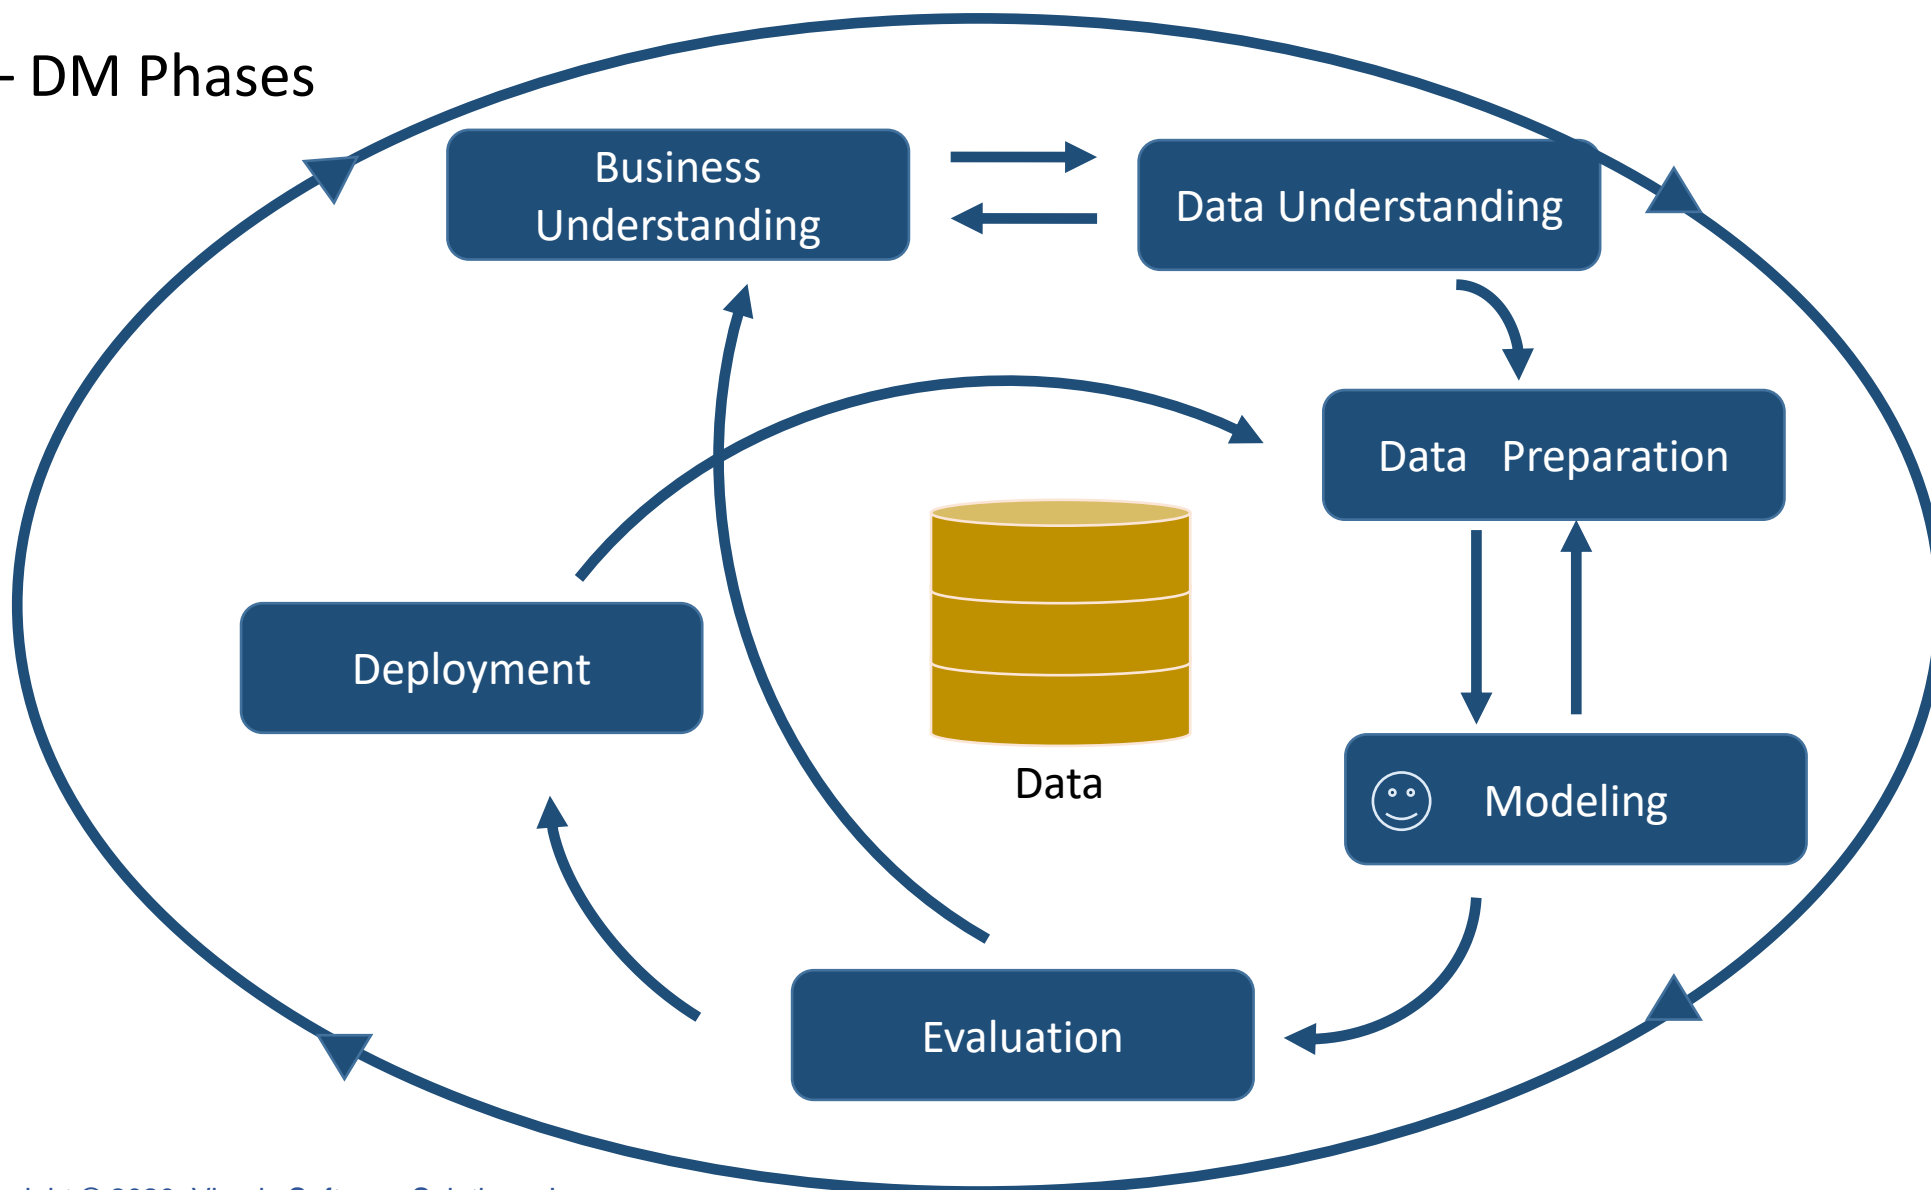 - DM Phases
Business
Understanding
Data Understanding
Data Preparation
Deployment
Data
Modeling
Evaluation